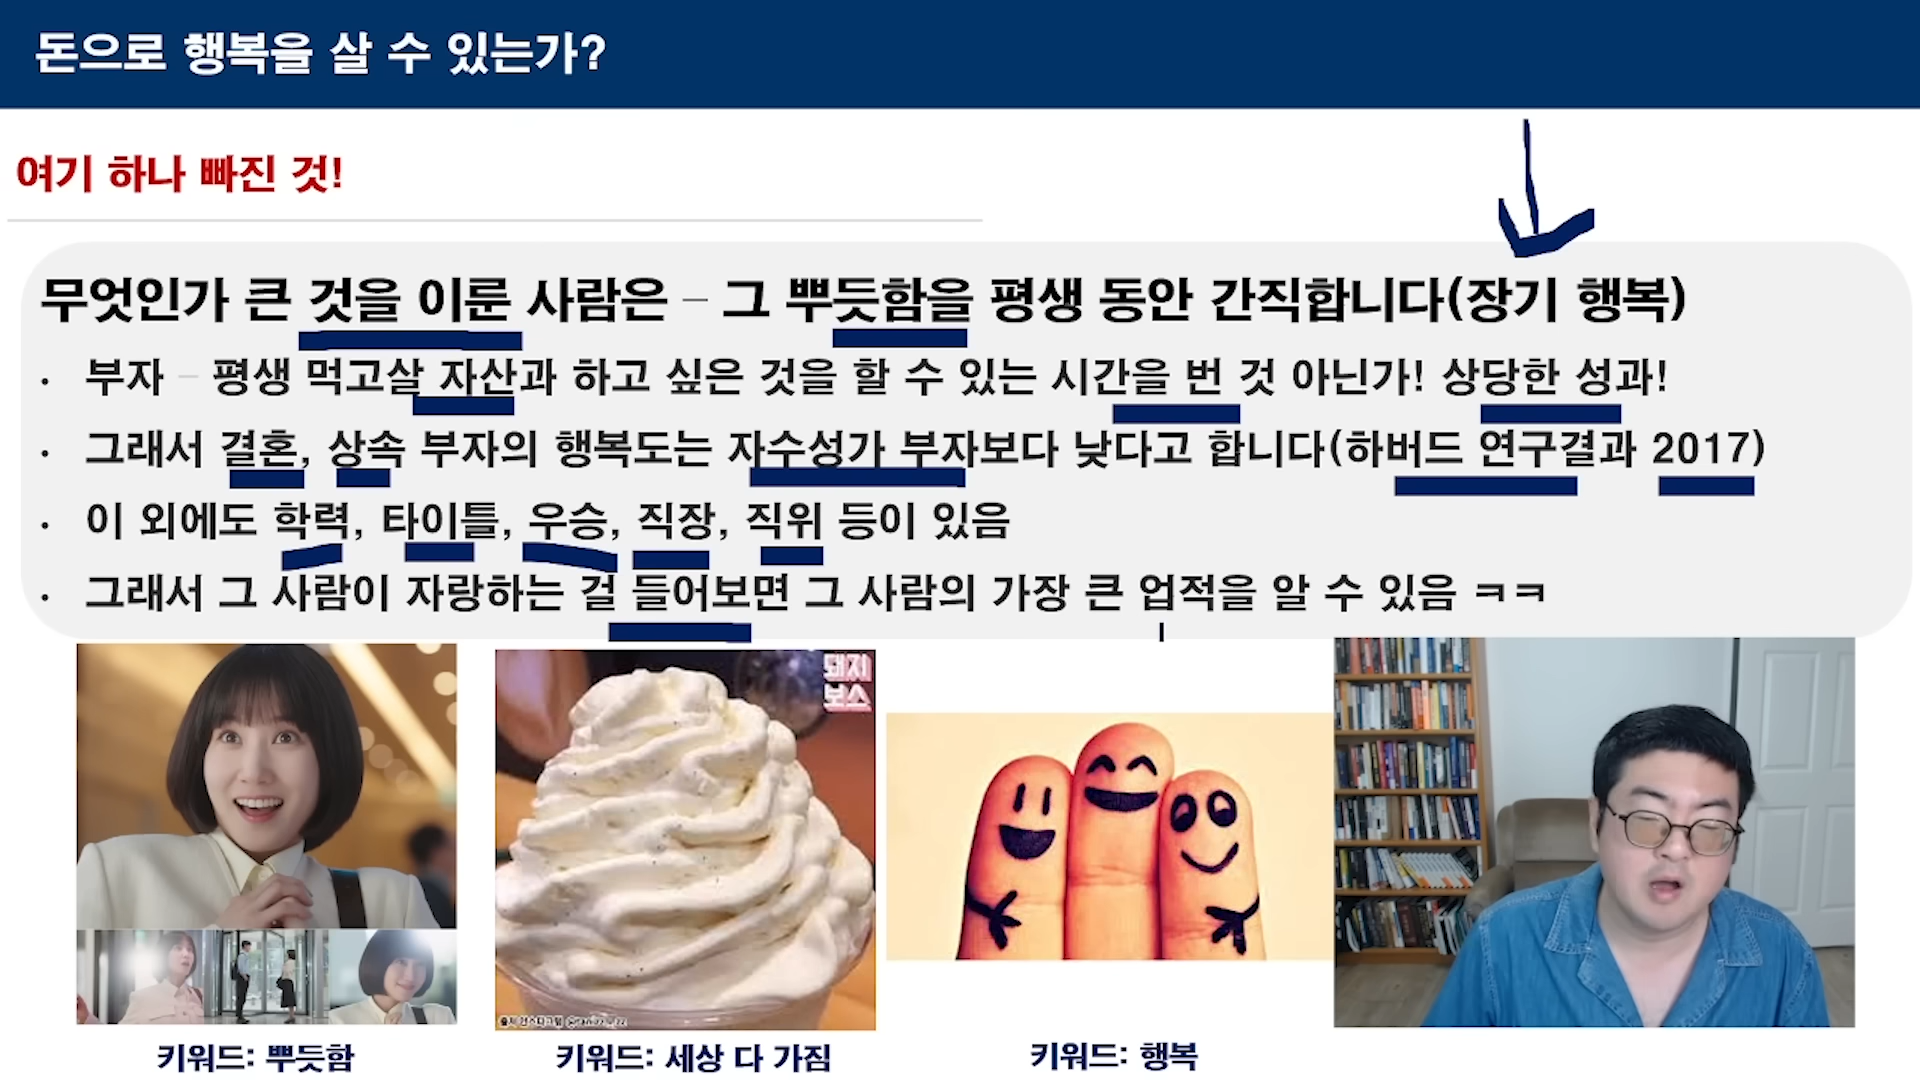 돈으로 행복을 살 수 있는가?
여기 하나 빠진 것!
무엇인가 큰 것을 이룬 사람은 – 그 뿌듯함을 평생 동안 간직합니다(장기 행복)
• 부자 – 평생 먹고살 자산과 하고 싶은 것을 할 수 있는 시간을 번 것 아닌가! 상당한 성과!
• 그래서 결혼, 상속 부자의 행복도는 자수성가 부자보다 낮다고 합니다(하버드 연구결과 2017)
• 이 외에도 학력, 타이틀, 우승, 직장, 직위 등이 있음
• 그래서 그 사람이 자랑하는 걸 들어보면 그 사람의 가장 큰 업적을 알 수 있음 ㅋㅋ
돼지
보스
키워드: 뿌듯함
키워드: 세상 다 가짐
키워드: 행복